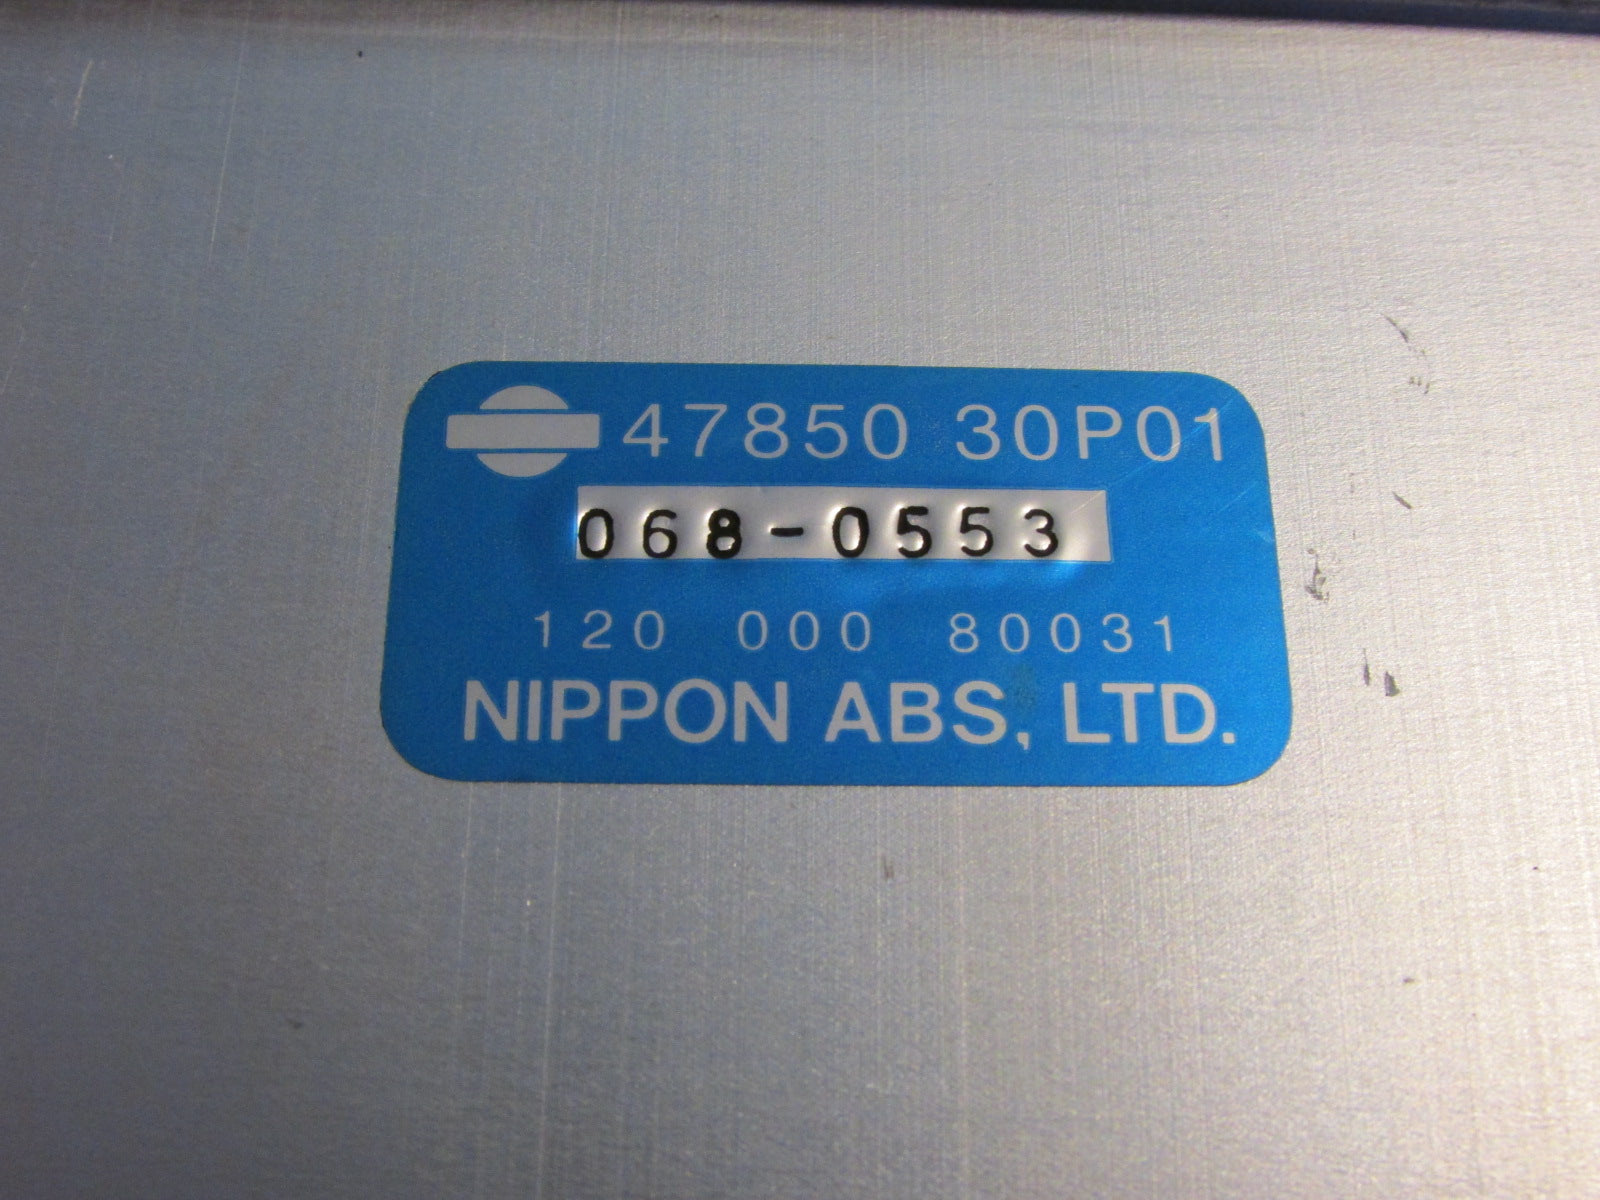 47850 30P01
068-0553
120 000 80031
NIPPON ABS, LTD.